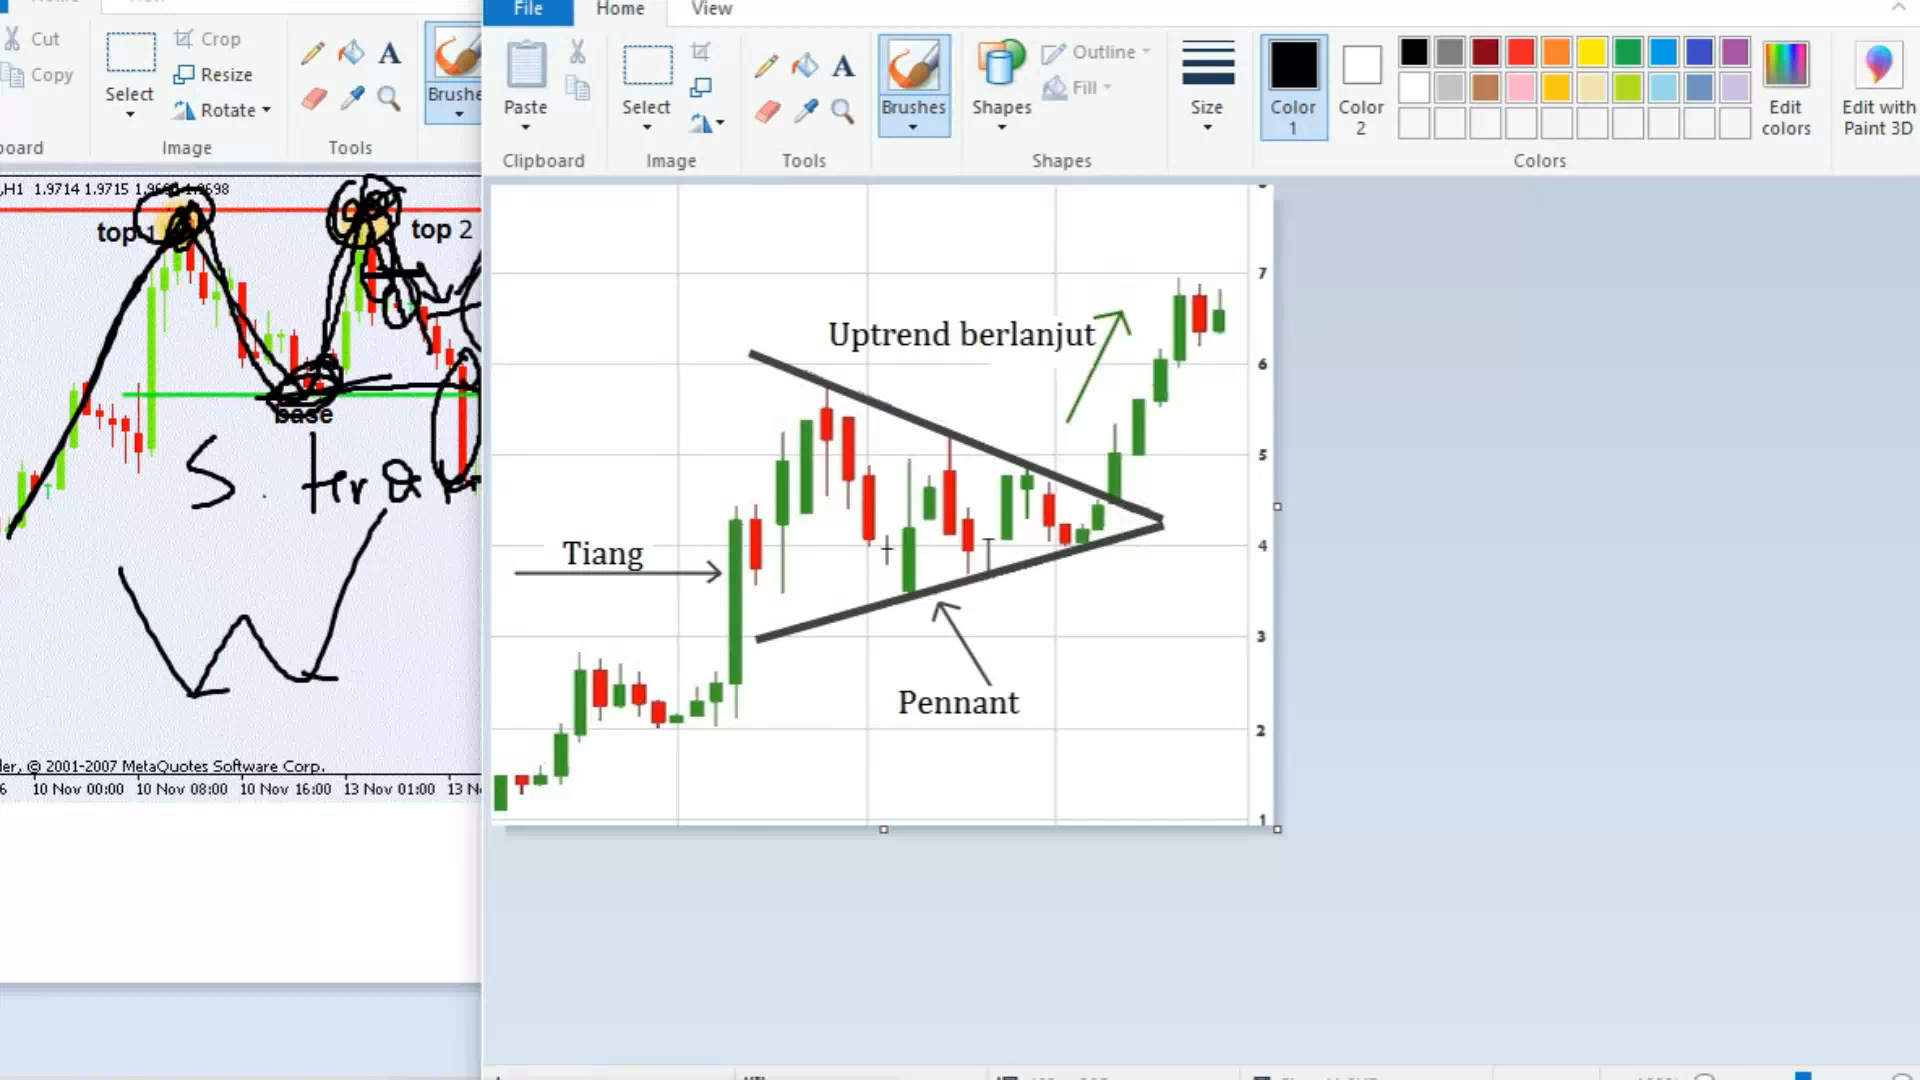 File Home View
Cut
Copy
Crop
Resize
Rotate
Select
Image
Tools
Paste
Clipboard
Select
Image
Tools
Brushes
Shapes
Outline
Fill
Shapes
Size
Color 1
Color 2
Edit colors
Edit with Paint 3D
Colors
,H1 1.9714 1.9715
top 1
top 2
base
S.
© 2001-2007 MetaQuotes Software Corp.
10 Nov 00:00 10 Nov 08:00 10 Nov 16:00 13 Nov 01:00
Uptrend berlanjut
Tiang
Pennant
7
6
5
4
3
2
1